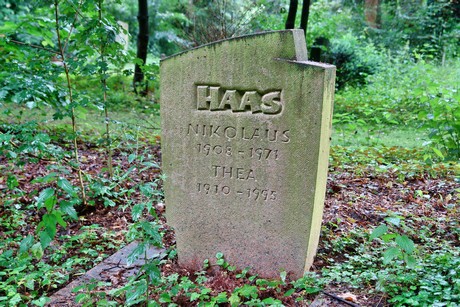 HAAS
NIKOLAUS
1908 - 1971
THEA
1910 - 1995